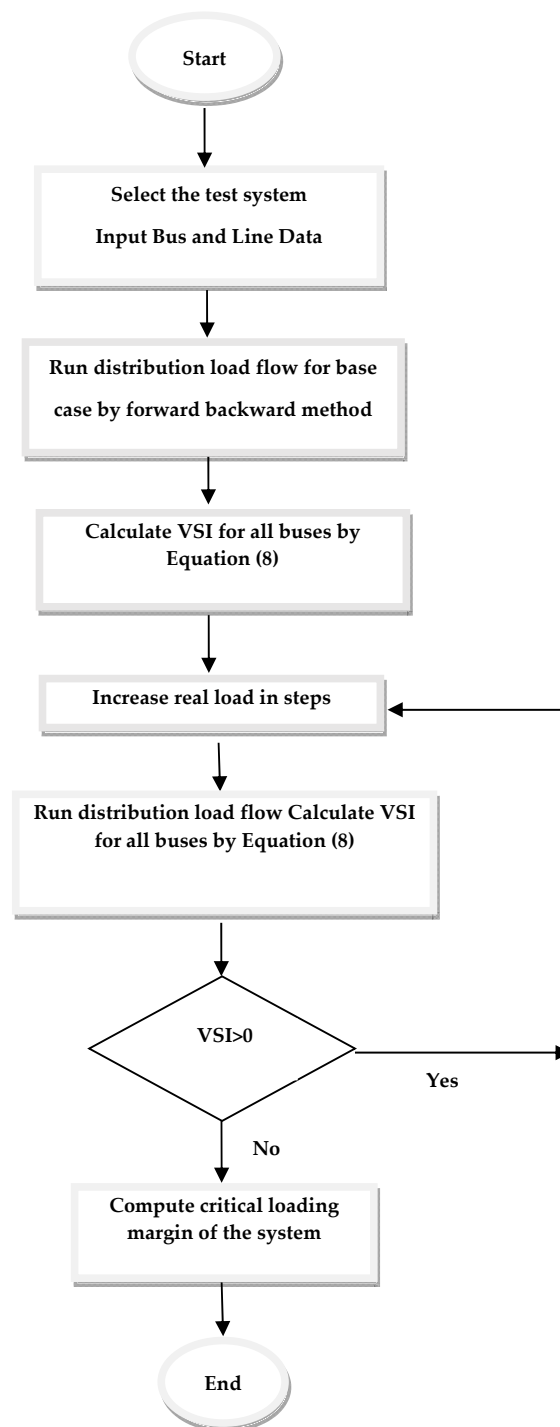 Start
Select the test system
Input Bus and Line Data
Run distribution load flow for base
case by forward backward method
Calculate VSI for all buses by
Equation (8)
Increase real load in steps
Run distribution load flow Calculate VSI
for all buses by Equation (8)
VSI>0
Yes
No
Compute critical loading
margin of the system
End